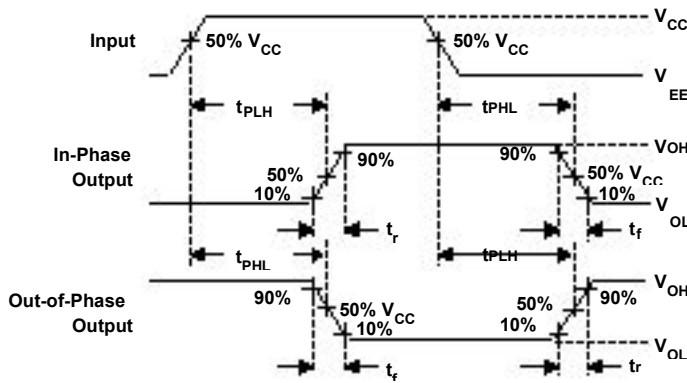 V_CC
Input
50% V_CC
50% V_CC
V_EE
t_PLH
t_PHL
V_OH
In-Phase
Output
90%
90%
50%
50% V_CC
10%
10%
V_OL
t_r
t_f
t_PHL
t_PLH
V_OH
Out-of-Phase
Output
90%
90%
50% V_CC
50%
10%
10%
V_OL
t_f
t_r